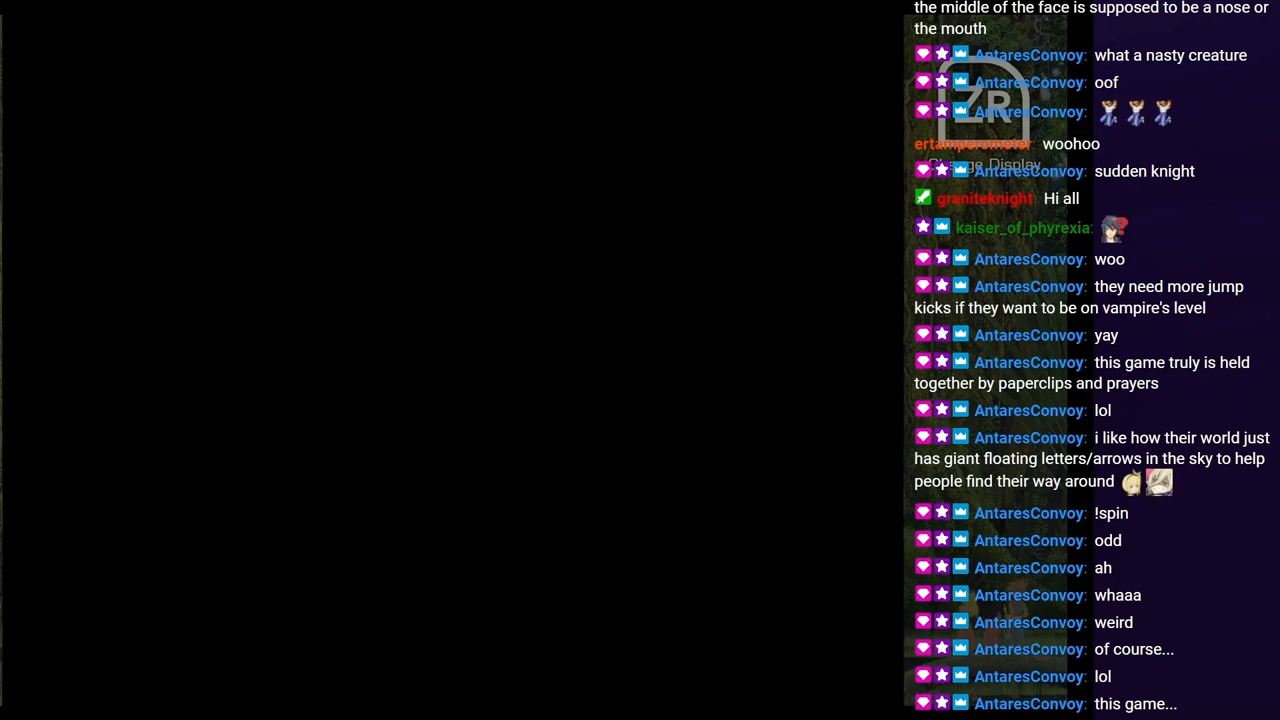 the middle of the face is supposed to be a nose or
the mouth
AntaresConvoy: what a nasty creature
AntaresConvoy: oof
ZR
AntaresConvoy:
ertamperometer: woohoo
Change Display
AntaresConvoy: sudden knight
graniteknight: Hi all
kaiser_of_phyrexia:
AntaresConvoy: woo
AntaresConvoy: they need more jump
kicks if they want to be on vampire's level
AntaresConvoy: yay
AntaresConvoy: this game truly is held
together by paperclips and prayers
AntaresConvoy: lol
AntaresConvoy: i like how their world just
has giant floating letters/arrows in the sky to help
people find their way around
AntaresConvoy: !spin
AntaresConvoy: odd
AntaresConvoy: ah
AntaresConvoy: whaaa
AntaresConvoy: weird
AntaresConvoy: of course...
AntaresConvoy: lol
AntaresConvoy: this game...